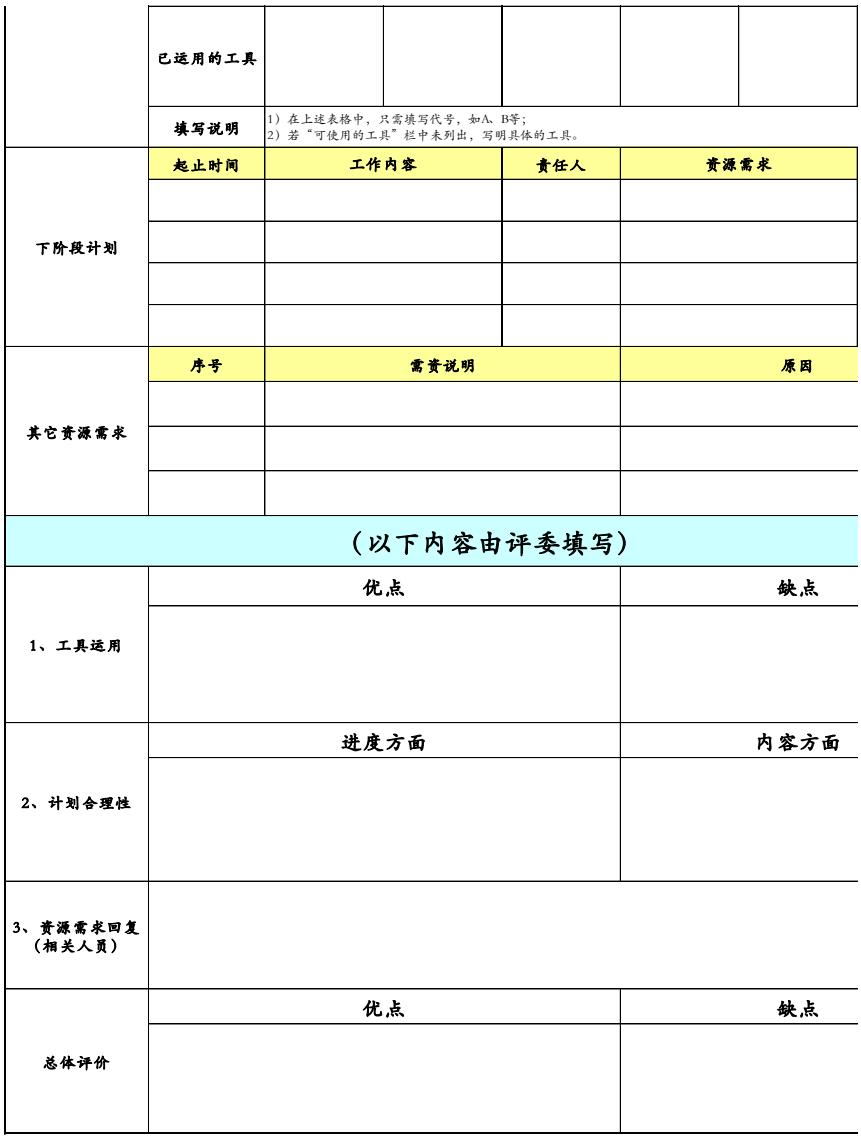 已运用的工具
填写说明
1）在上述表格中，只需填写代号，如A、B等；
2）若“可使用的工具”栏中未列出，写明具体的工具。
下阶段计划
起止时间 工作内容 责任人 资源需求
其它资源需求
序号 需资说明 原因
（以下内容由评委填写）
1、工具运用
优点 缺点
2、计划合理性
进度方面 内容方面
3、资源需求回复
（相关人员）
总体评价
优点 缺点